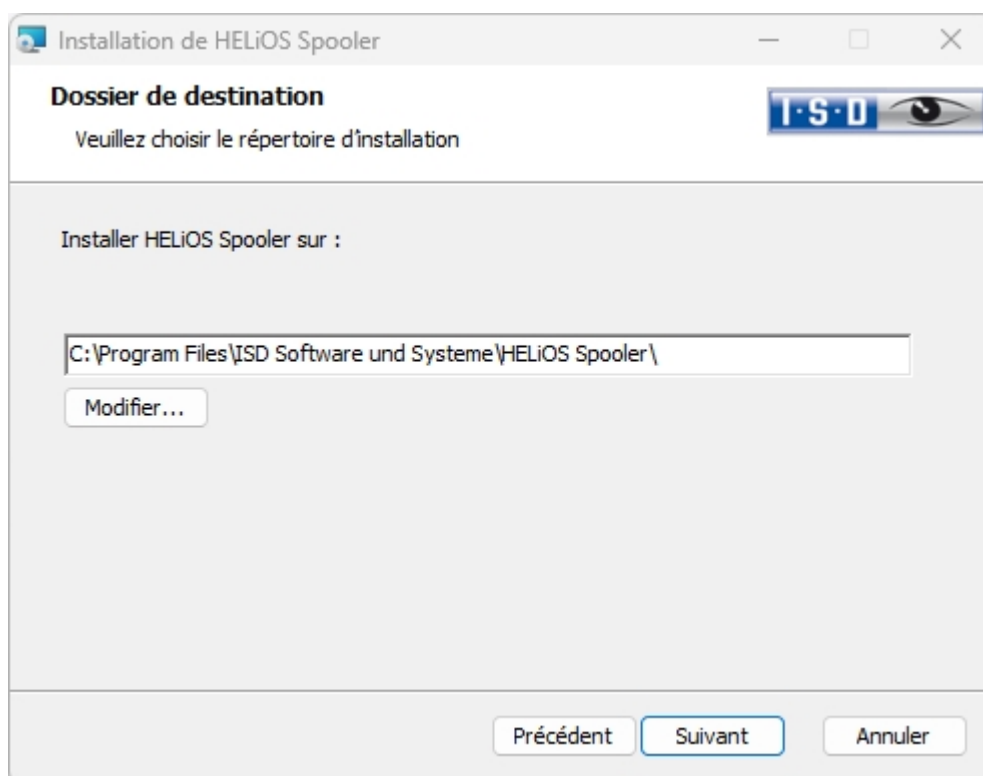 Installation de HELiOS Spooler
Dossier de destination
Veuillez choisir le répertoire d'installation
I·S·D
Installer HELiOS Spooler sur :
C:\Program Files\ISD Software und Systeme\HELiOS Spooler\
Modifier...
Précédent
Suivant
Annuler